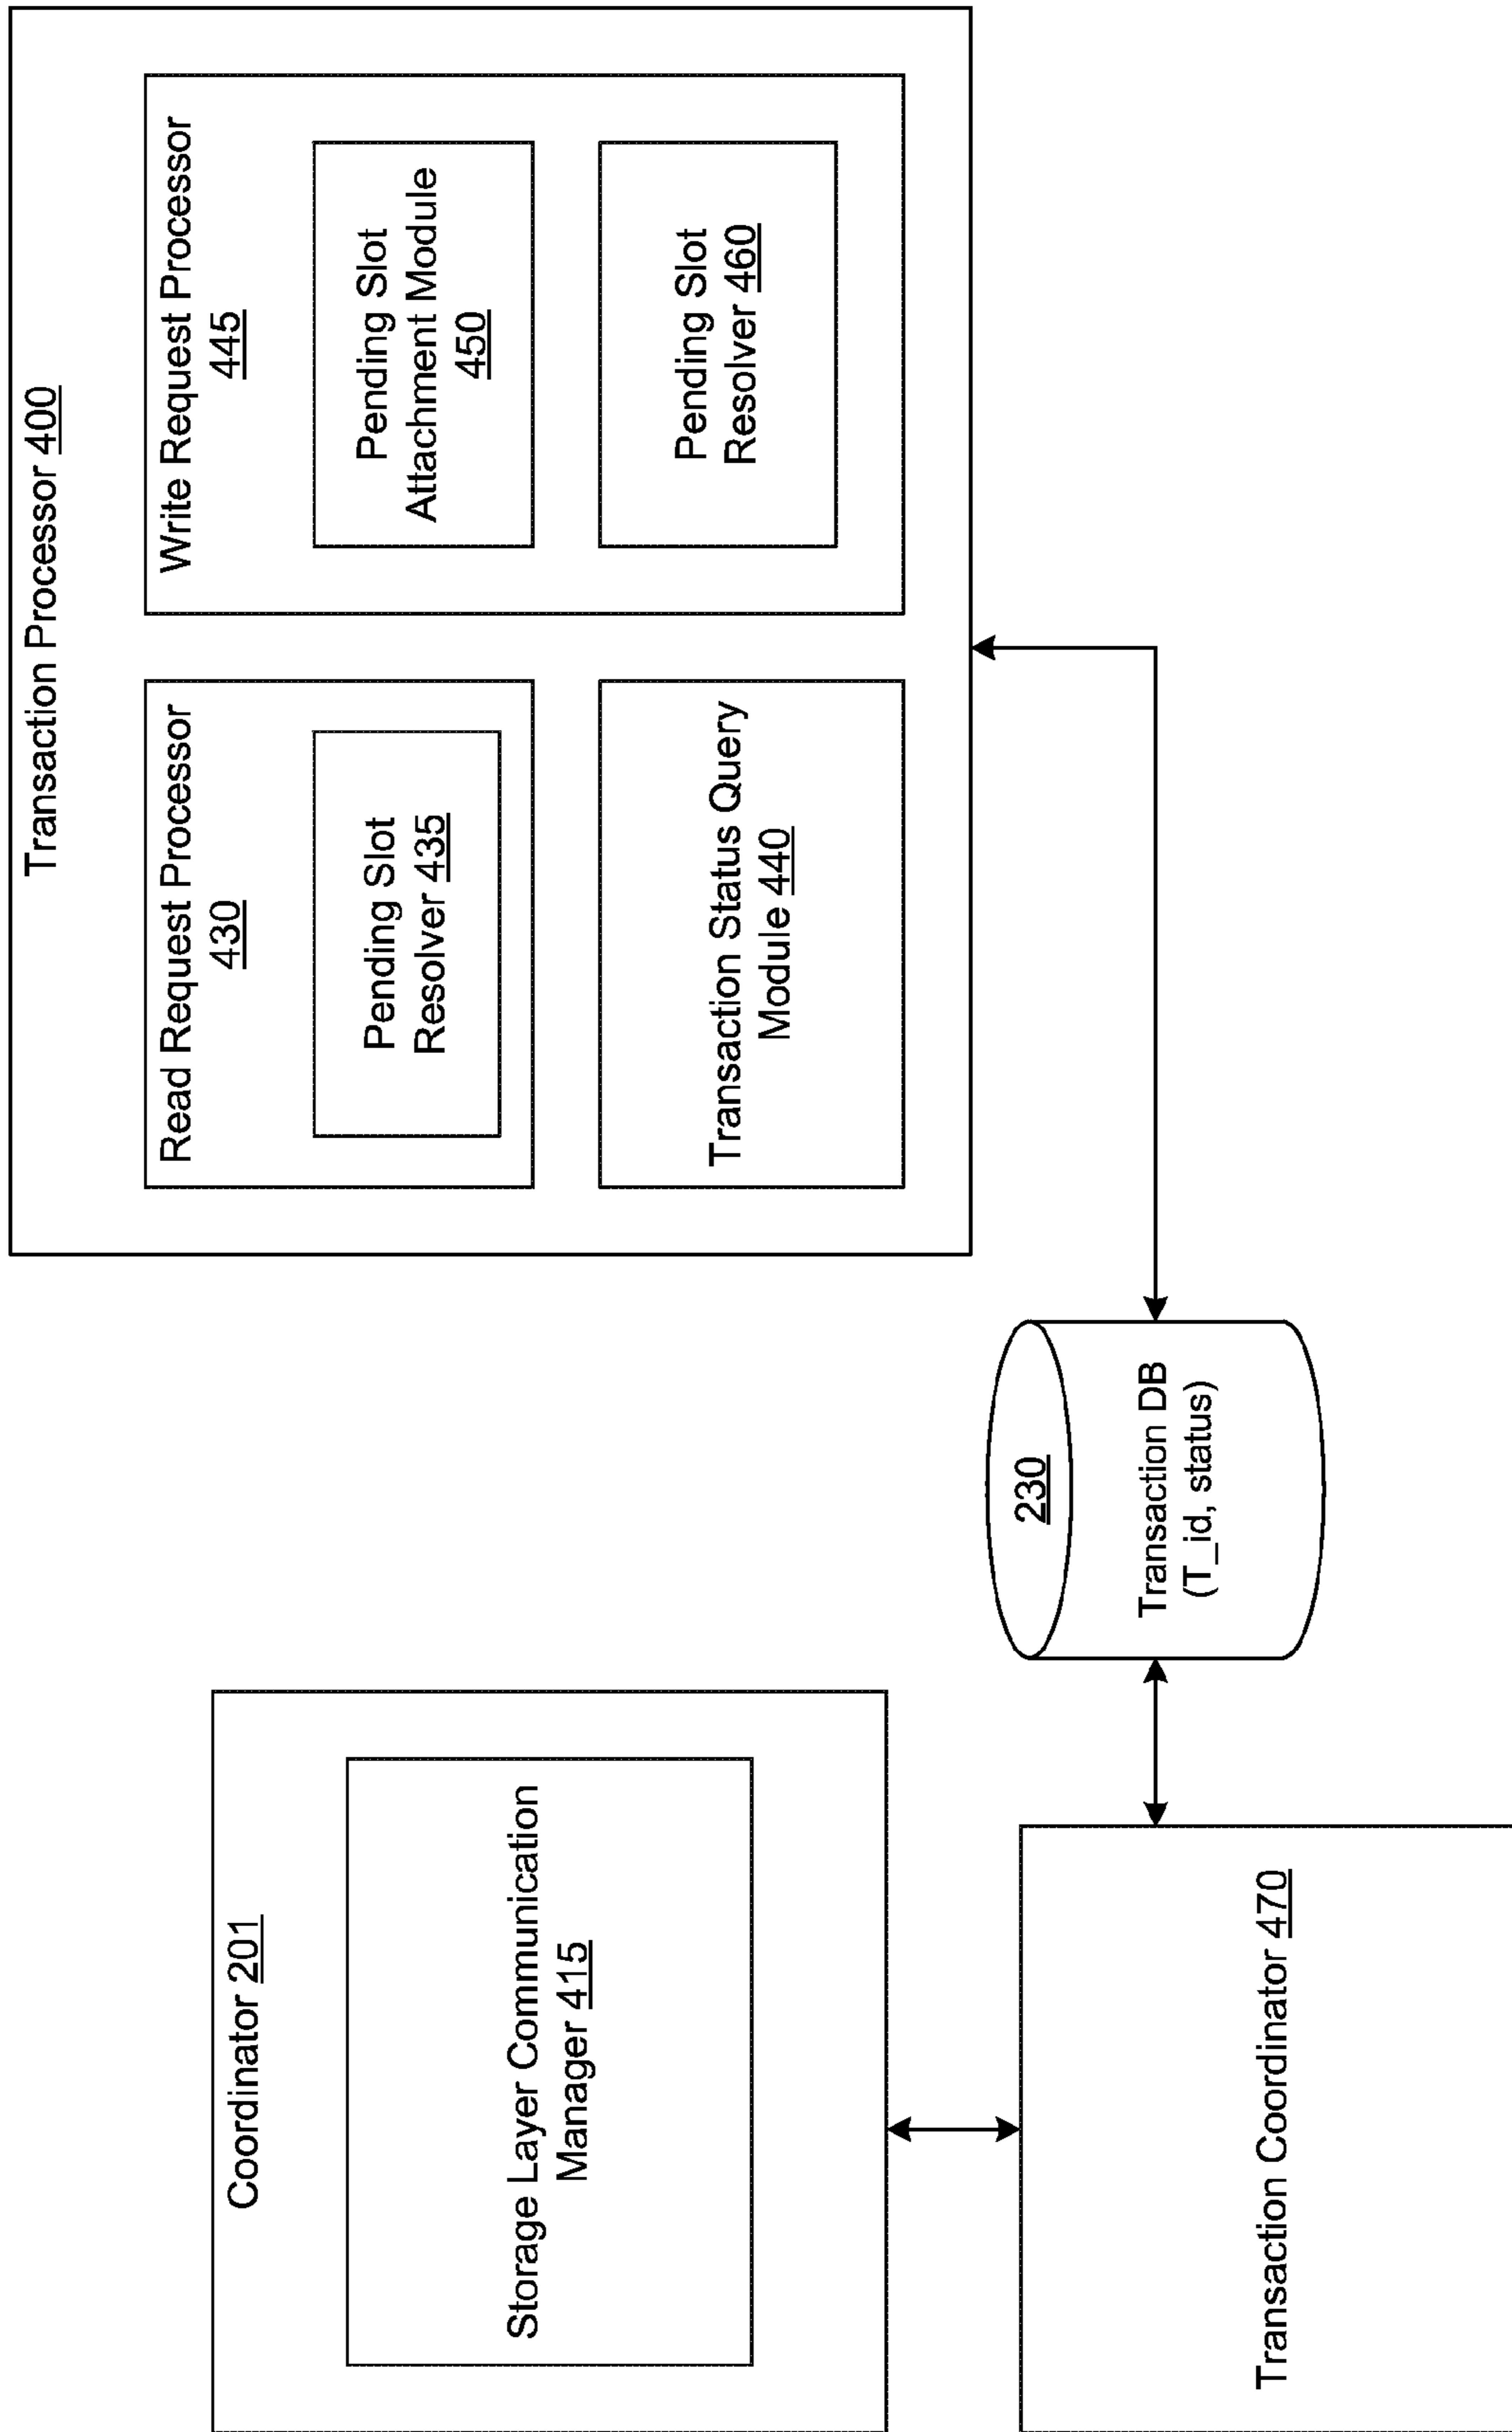 Coordinator 201
Storage Layer Communication
Manager 415
Transaction Coordinator 470
230
Transaction DB
(T_id, status)
Transaction Processor 400
Read Request Processor
430
Pending Slot
Resolver 435
Transaction Status Query
Module 440
Write Request Processor
445
Pending Slot
Attachment Module
450
Pending Slot
Resolver 460